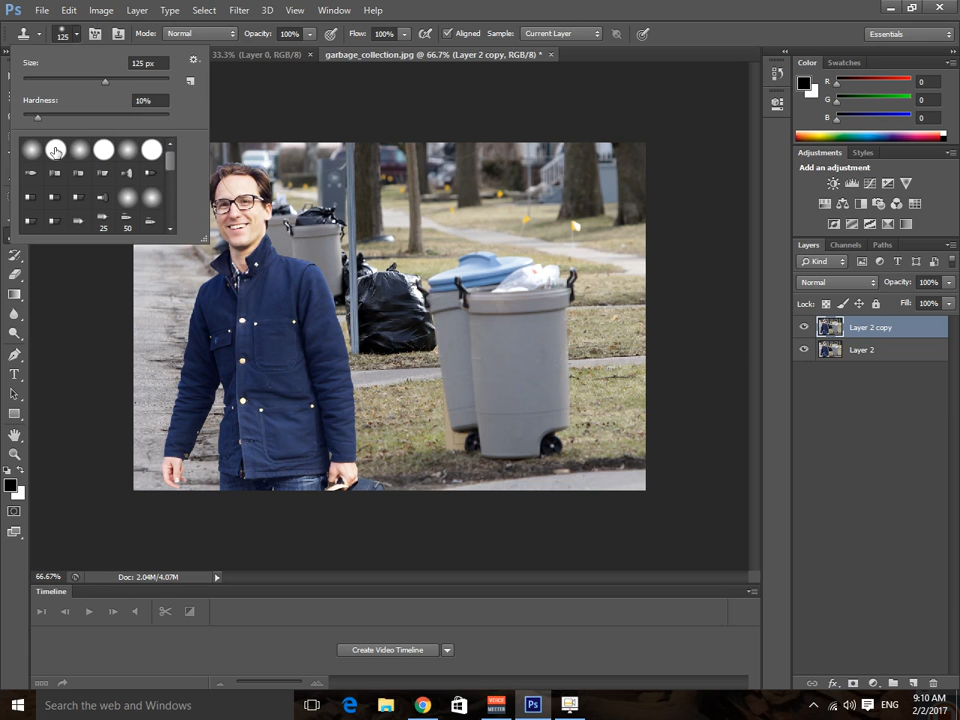 Ps File Edit Image Layer Type Select Filter 3D View Window Help
125 Mode: Normal Opacity: 100% Flow: 100% Aligned Sample: Current Layer Essentials
33.3% (Layer 0, RGB/8) × garbage_collection.jpg @ 66.7% (Layer 2 copy, RGB/8) * ×
Size: 125 px
Hardness: 10%
25 50
Color Swatches
R 0
G 0
B 0
Adjustments Styles
Add an adjustment
Layers Channels Paths
Kind
Normal Opacity: 100%
Lock: Fill: 100%
Layer 2 copy
Layer 2
66.67% Doc: 2.04M/4.07M
Timeline
Create Video Timeline
Search the web and Windows
VOICE MEETER
Ps
ENG
9:10 AM
2/2/2017